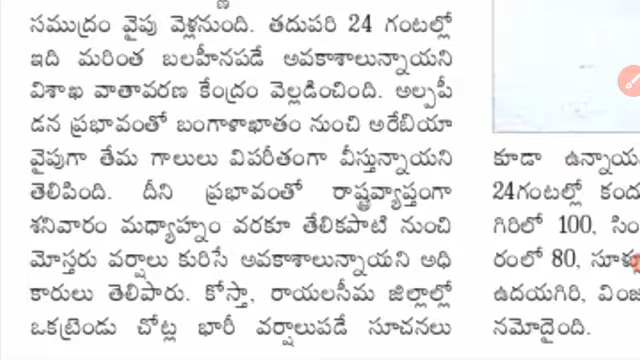 సముద్రం వైపు వెళ్లనుంది. తదుపరి 24 గంటల్లో
ఇది మరింత బలహీనపడే అవకాశాలున్నాయని
విశాఖ వాతావరణ కేంద్రం వెల్లడించింది. అల్పపీ
డన ప్రభావంతో బంగాళాఖాతం నుంచి అరేబియా
వైపుగా తేమ గాలులు విపరీతంగా వీస్తున్నాయని
తెలిపింది. దీని ప్రభావంతో రాష్ట్రవ్యాప్తంగా
శనివారం మధ్యాహ్నం వరకూ తేలికపాటి నుంచి
మోస్తరు వర్షాలు కురిసే అవకాశాలున్నాయని అధి
కారులు తెలిపారు. కోస్తా, రాయలసీమ జిల్లాల్లో
ఒకట్రెండు చోట్ల భారీ వర్షాలుపడే సూచనలు
కూడా ఉన్నాయ
24గంటల్లో కందు
గిరిలో 100, సిం
రంలో 80, సూళ్లు
ఉదయగిరి, వింజ
నమోదైంది.